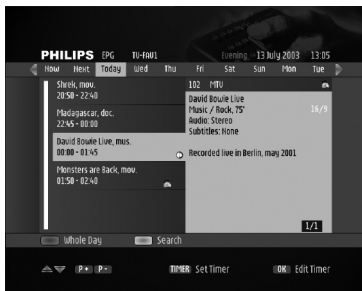 PHILIPS EPG TV-FAV1 Evening 13 July 2003 13:05
Now Next Today Wed Thu Fri Sat Sun Mon Tue
Shrek, mov.
20:50 - 22:40
Madagascar, doc.
22:45 - 00:00
David Bowie Live, mus.
00:00 - 01:45
Monsters are Back, mov.
01:50 - 02:40
102 MTV
David Bowie Live
Music / Rock, 75'
16/9
Audio: Stereo
Subtitles: None
Recorded live in Berlin, may 2001
1/1
Whole Day Search
P+ P- TIMER Set Timer OK Edit Timer